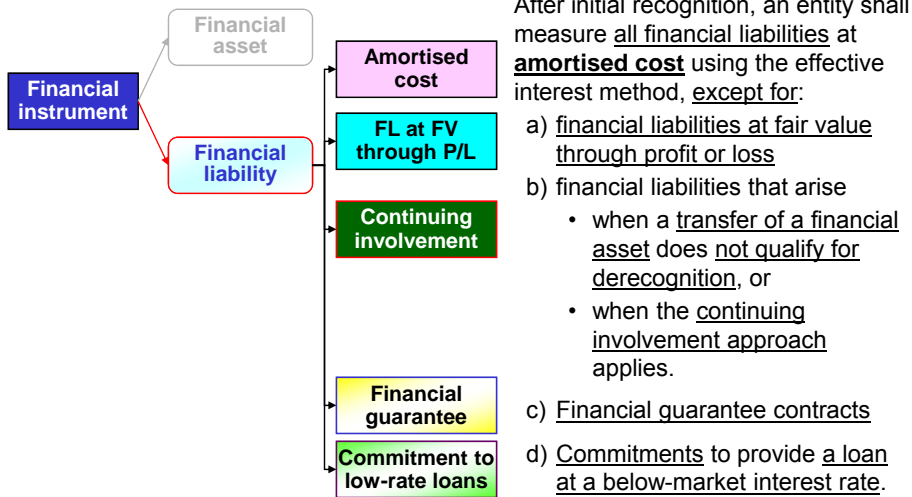 Financial
asset
Financial
instrument
Financial
liability
Amortised
cost
FL at FV
through P/L
Continuing
involvement
Financial
guarantee
Commitment to
low-rate loans
After initial recognition, an entity shall
measure all financial liabilities at
amortised cost using the effective
interest method, except for:
a) financial liabilities at fair value
through profit or loss
b) financial liabilities that arise
• when a transfer of a financial
asset does not qualify for
derecognition, or
• when the continuing
involvement approach
applies.
c) Financial guarantee contracts
d) Commitments to provide a loan
at a below-market interest rate.